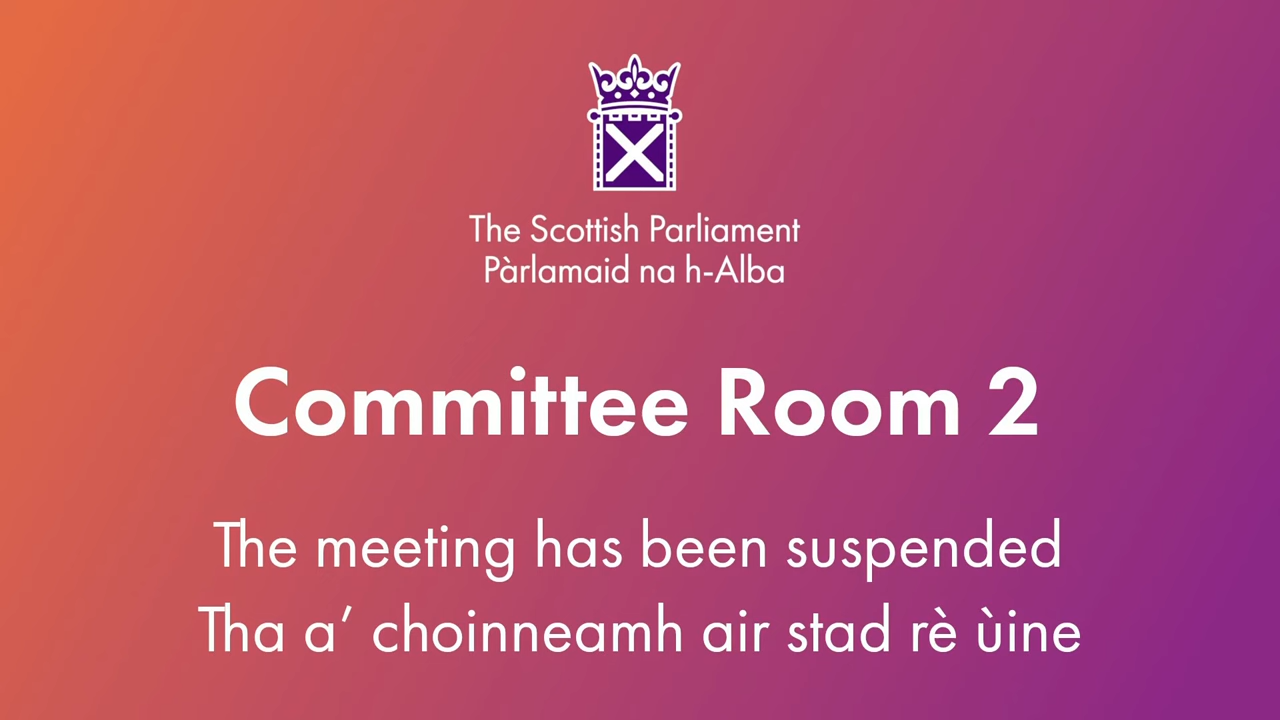 The Scottish Parliament
Pàrlamaid na h-Alba
Committee Room 2
The meeting has been suspended
Tha a’ choinneamh air stad rè ùine